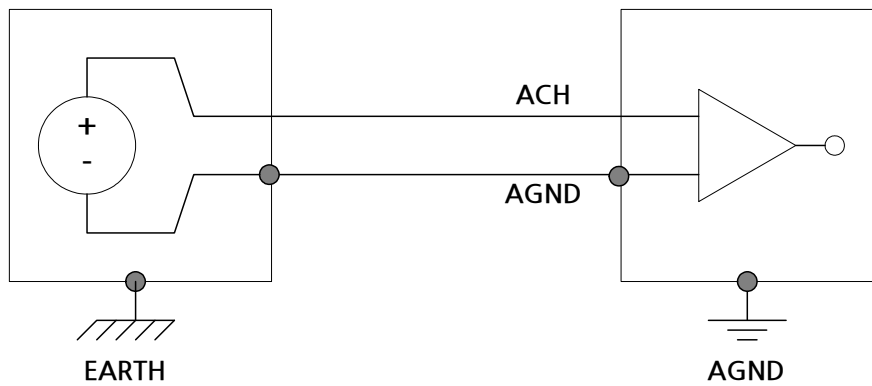 ACH
+
-
AGND
EARTH
AGND